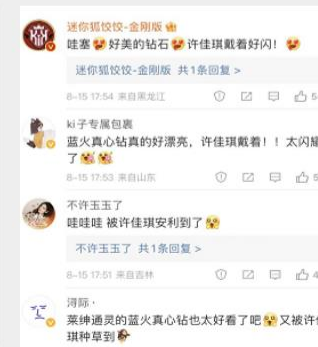 迷你狐饺饺-金刚版
哇塞😍好美的钻石😍许佳琪戴着好闪！😍
迷你狐饺饺-金刚版 共1条回复 >
8-15 17:54 来自黑龙江
5
ki子专属包裹
蓝火真心钻真的好漂亮，许佳琪戴着！！太闪耀
了
8-15 17:53 来自山东
5
不许玉玉了
哇哇哇 被许佳琪安利到了
不许玉玉了 共1条回复 >
8-15 17:51 来自吉林
4
浔际·
莱绅通灵的蓝火真心钻也太好看了吧 又被许
琪种草到